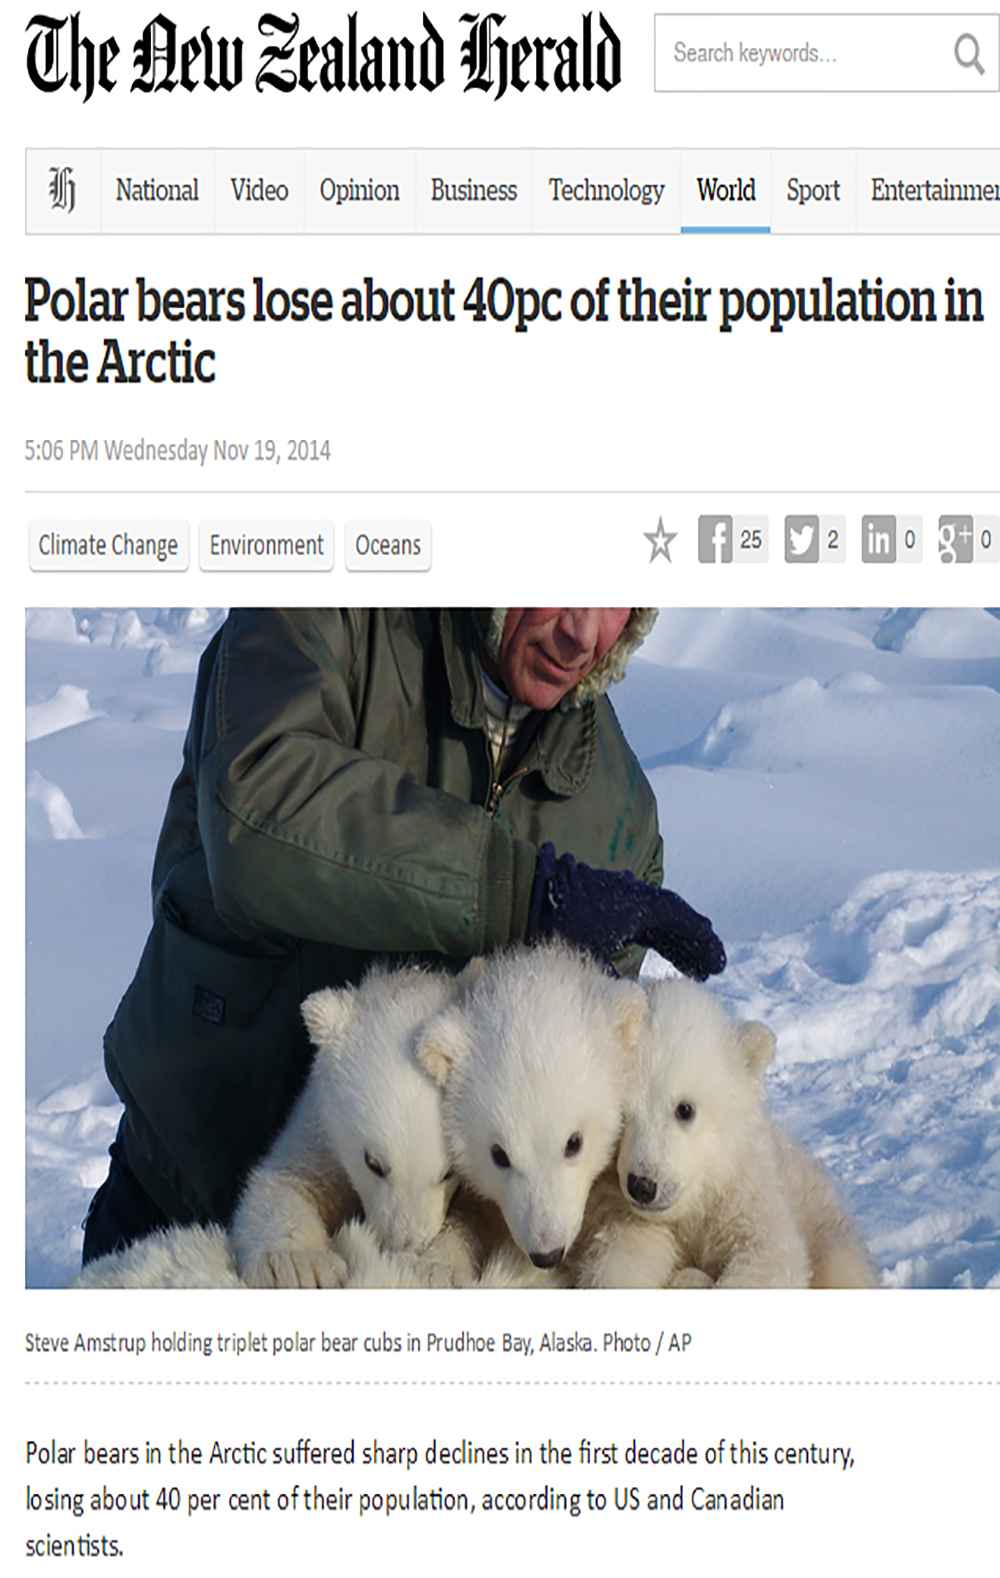 The New Zealand Herald
Search keywords...
H National Video Opinion Business Technology World Sport Entertainmen
Polar bears lose about 40pc of their population in
the Arctic
5:06 PM Wednesday Nov 19, 2014
Climate Change Environment Oceans
f 25 2 in 0 g+ 0
Steve Amstrup holding triplet polar bear cubs in Prudhoe Bay, Alaska. Photo / AP
Polar bears in the Arctic suffered sharp declines in the first decade of this century,
losing about 40 per cent of their population, according to US and Canadian
scientists.